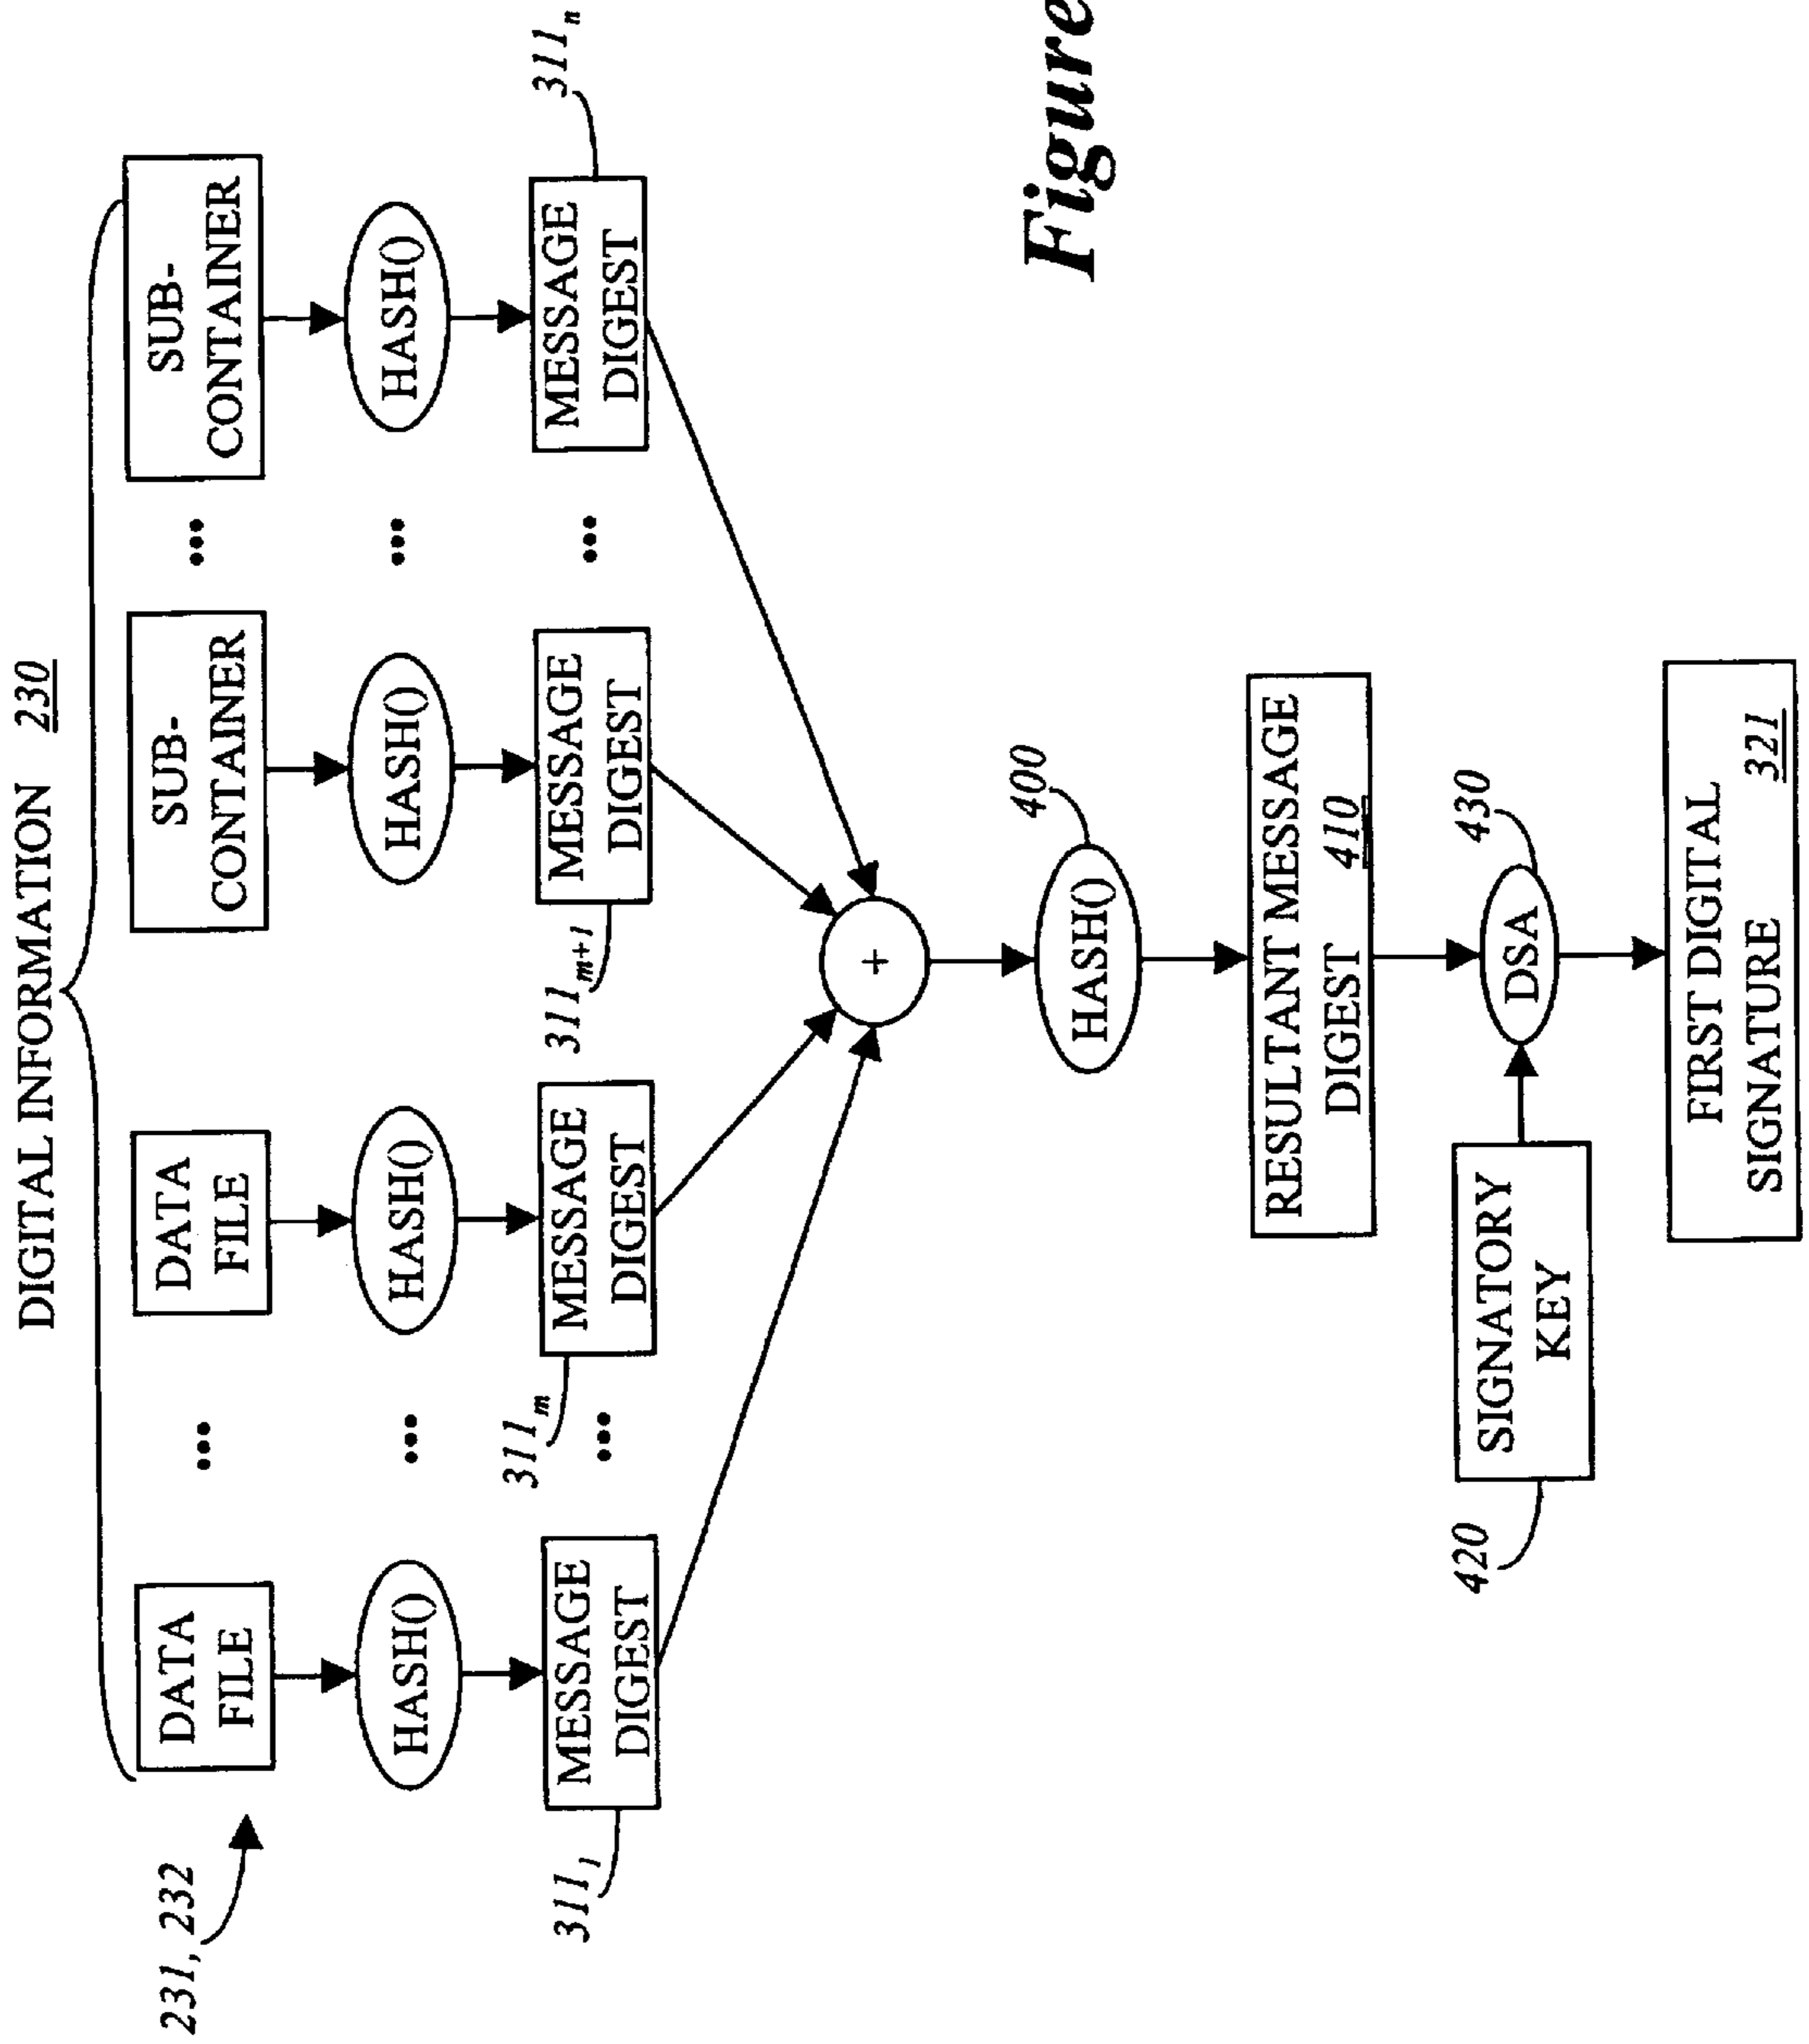 DIGITAL INFORMATION 230
231, 232
DATA
FILE
...
DATA
FILE
SUB-
CONTAINER
...
SUB-
CONTAINER
HASH()
...
HASH()
HASH()
...
HASH()
311₁
MESSAGE
DIGEST
...
311ₘ
MESSAGE
DIGEST
311ₘ₊₁
MESSAGE
DIGEST
...
MESSAGE
DIGEST
311ₙ
+
HASH()
400
Figure
RESULTANT MESSAGE
DIGEST 410
420
SIGNATORY
KEY
DSA
430
FIRST DIGITAL
SIGNATURE 321